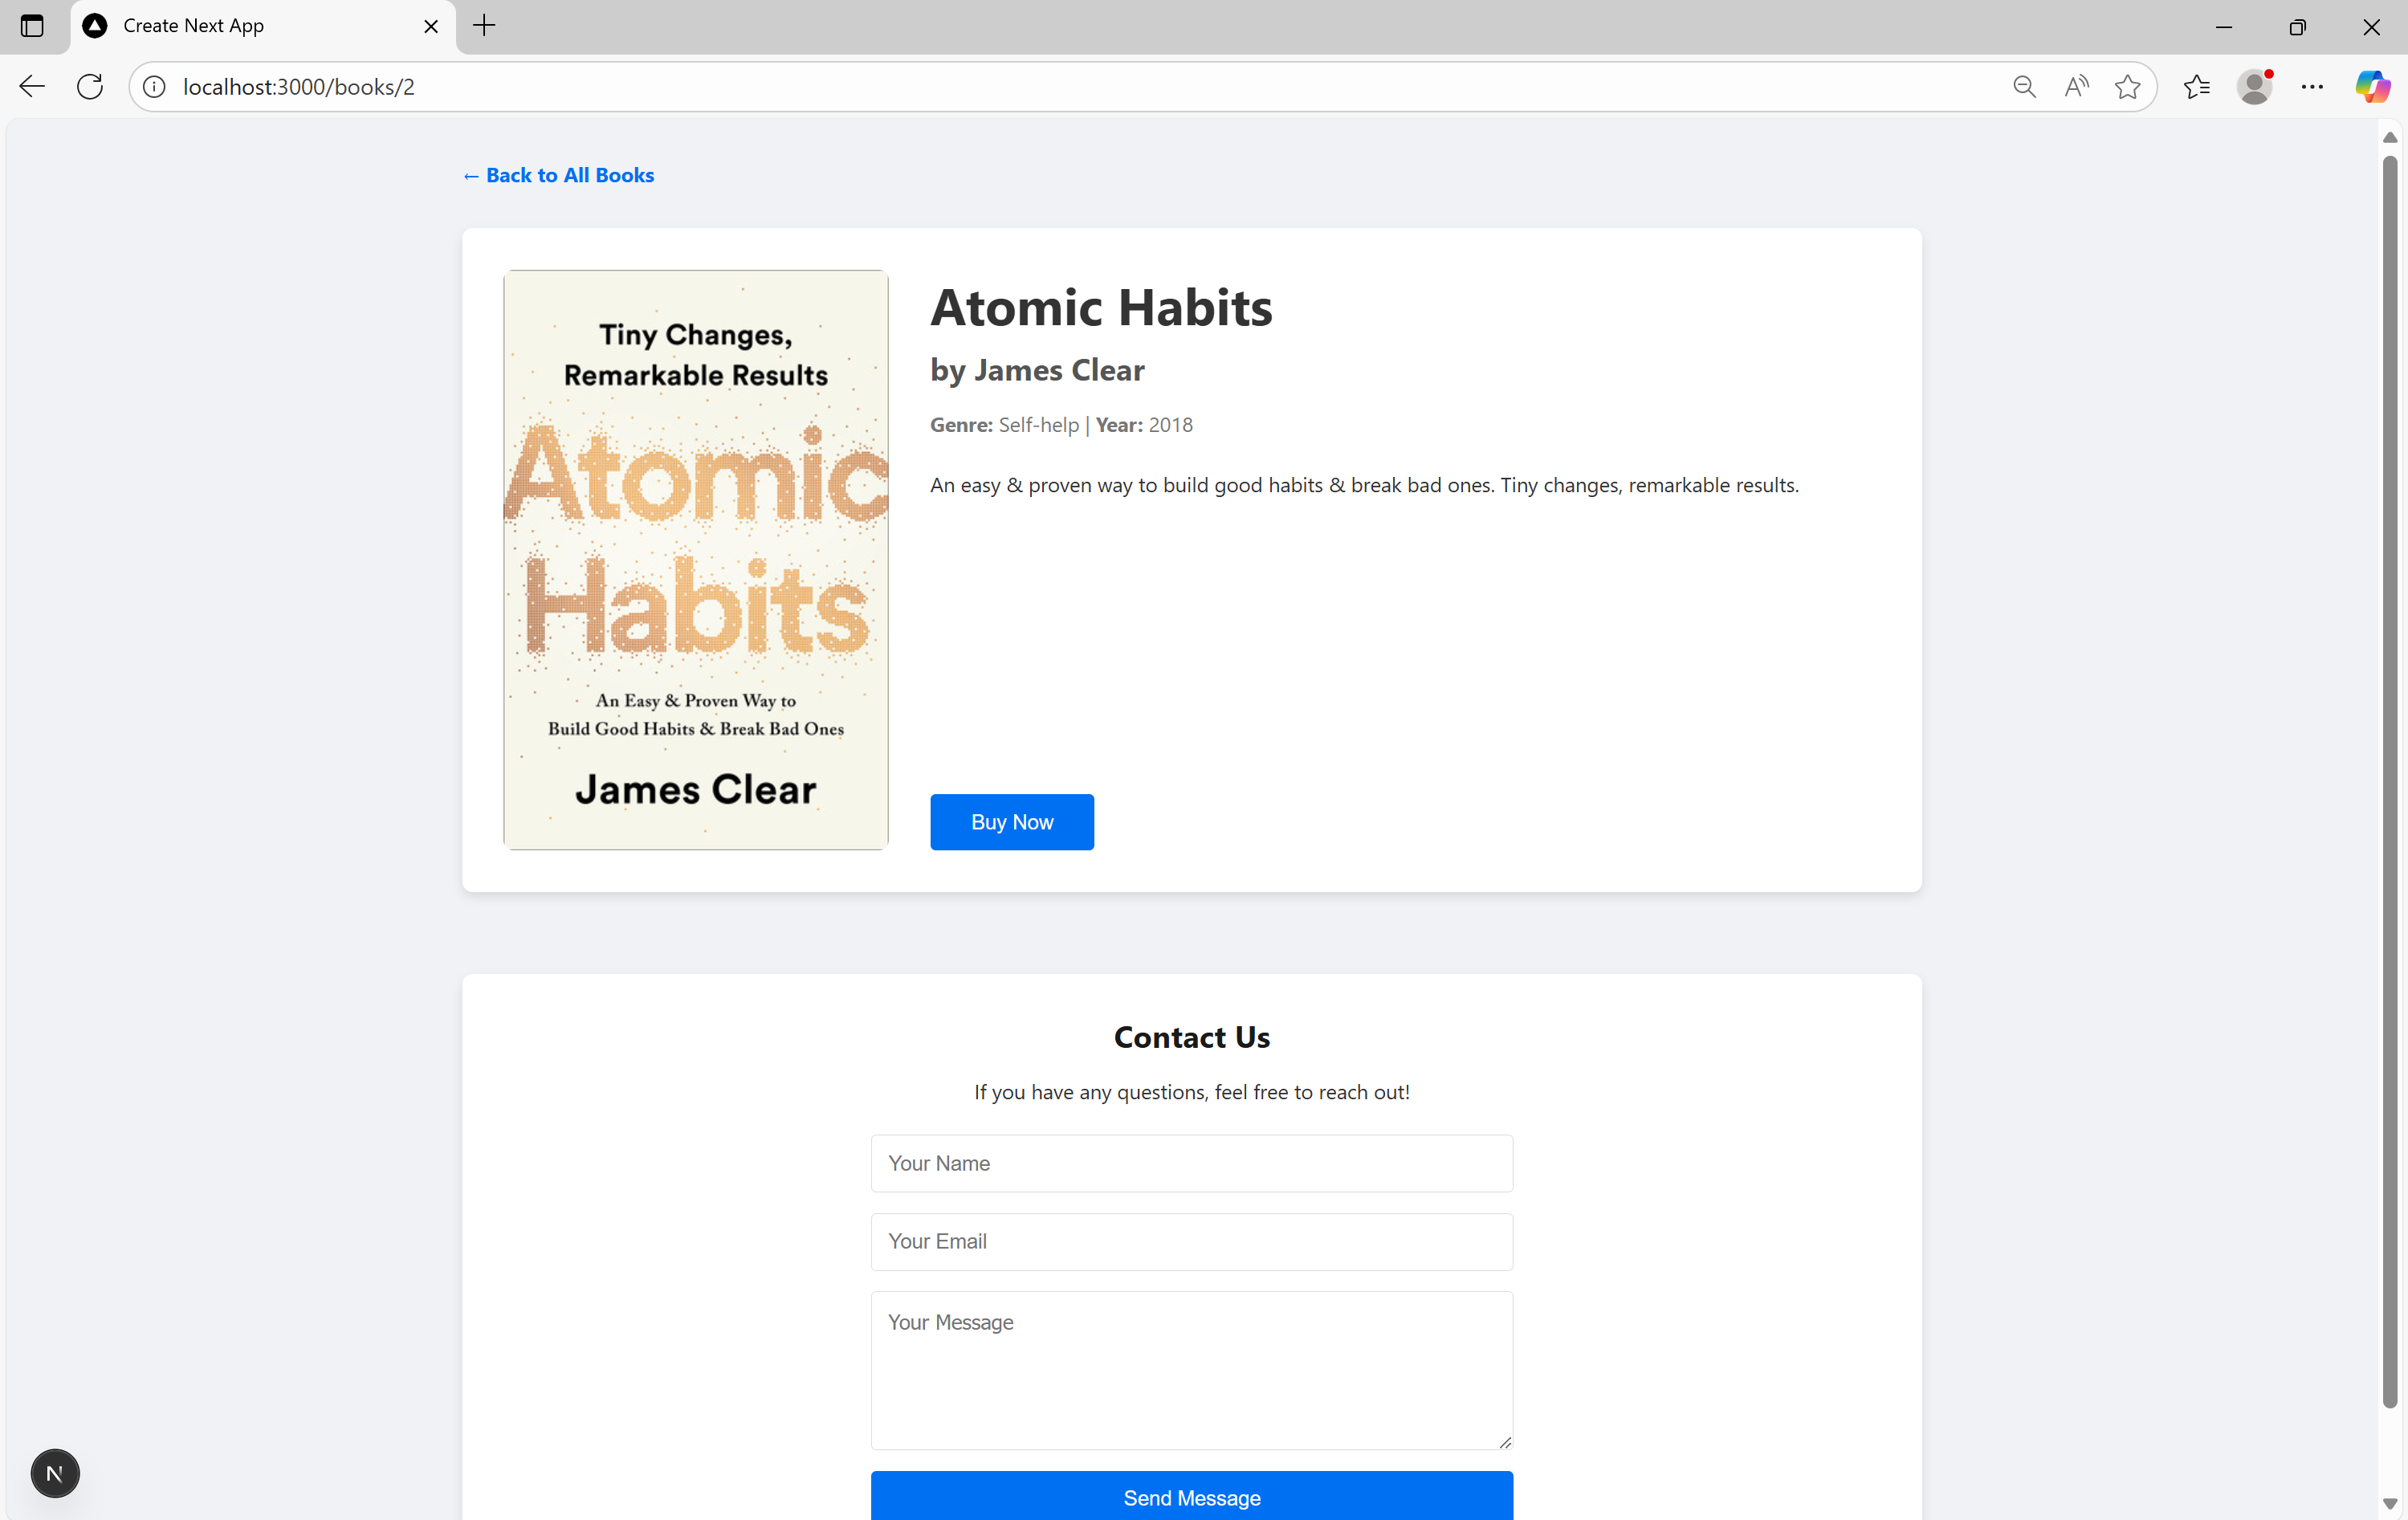 Create Next App
localhost:3000/books/2
← Back to All Books
Tiny Changes,
Remarkable Results
Atomic
Habits
An Easy & Proven Way to
Build Good Habits & Break Bad Ones
James Clear
Atomic Habits
by James Clear
Genre: Self-help | Year: 2018
An easy & proven way to build good habits & break bad ones. Tiny changes, remarkable results.
Buy Now
Contact Us
If you have any questions, feel free to reach out!
Your Name
Your Email
Your Message
Send Message
N